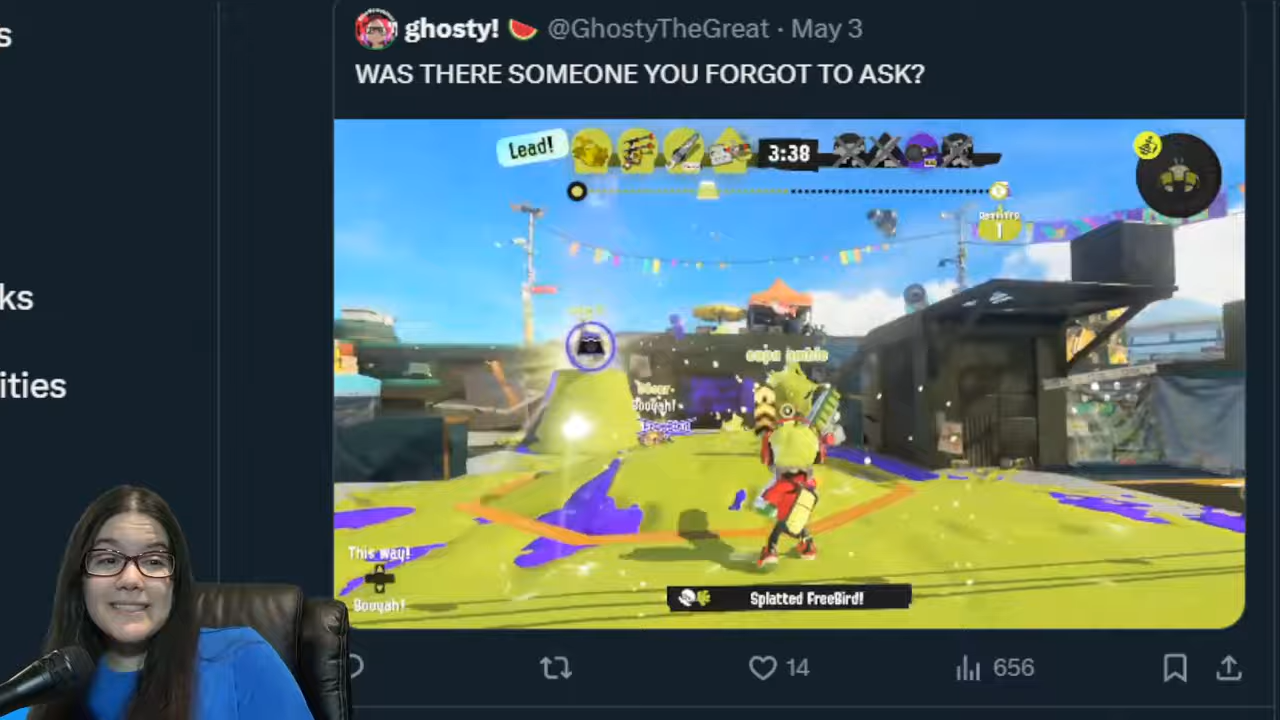 s
ghosty! 🍉 @GhostyTheGreat · May 3
WAS THERE SOMEONE YOU FORGOT TO ASK?
Lead!
3:38
1
ks
Booyah!
ities
This way!
Booyah!
Splatted FreeBird!
14
656